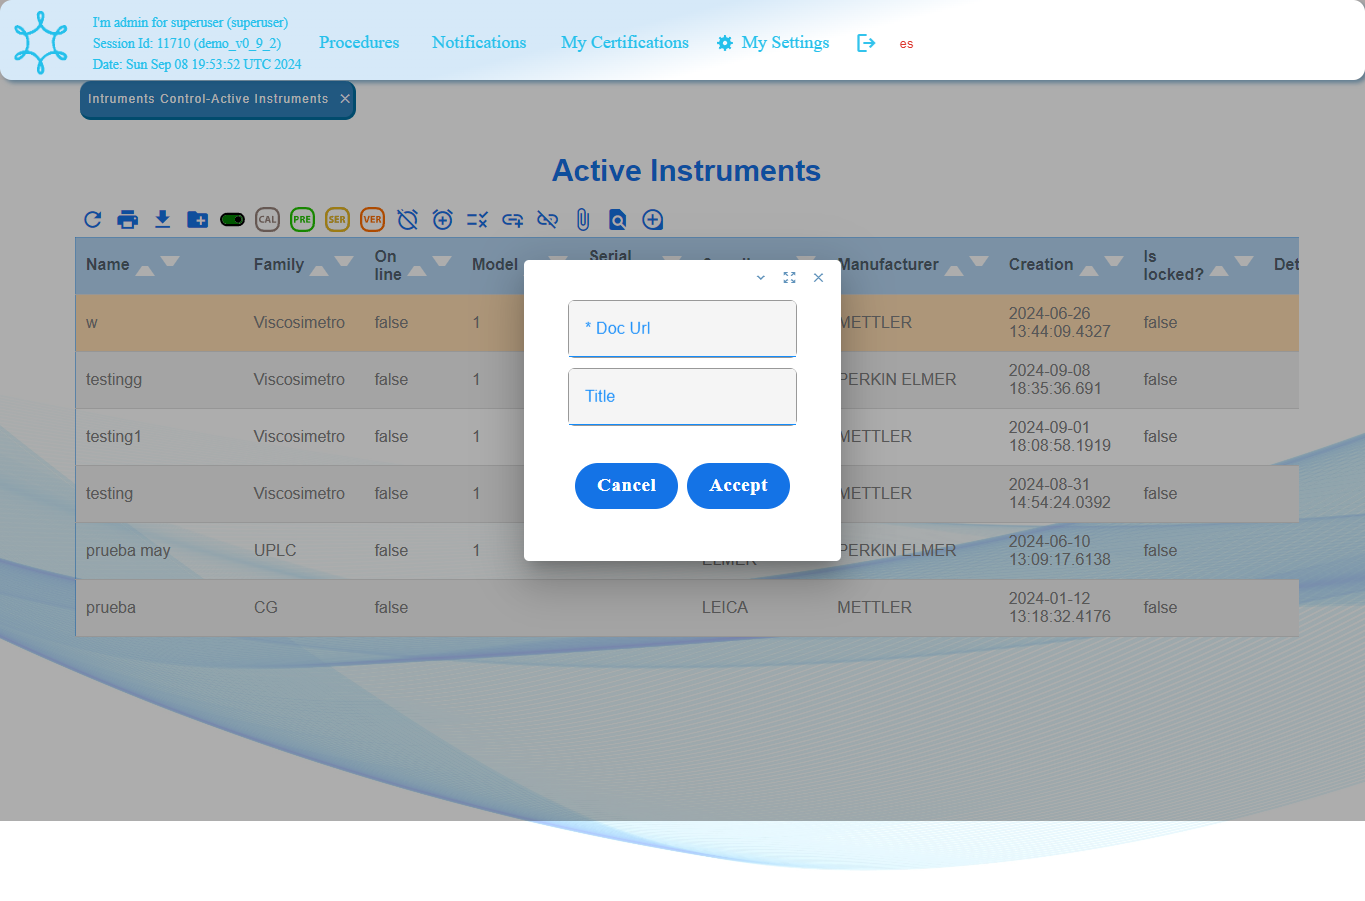 I'm admin for superuser (superuser)
Session Id: 11710 (demo_v0_9_2)
Date: Sun Sep 08 19:53:52 UTC 2024
Procedures
Notifications
My Certifications
My Settings
es
Intruments Control-Active Instruments
Active Instruments
CAL
PRE
SER
VER
Name
Family
On line
Model
Serial
Manufacturer
Creation
Is locked?
Det
w Viscosimetro false 1 METTLER 2024-06-26 13:44:09.4327 false
testingg Viscosimetro false 1 PERKIN ELMER 2024-09-08 18:35:36.691 false
testing1 Viscosimetro false 1 METTLER 2024-09-01 18:08:58.1919 false
testing Viscosimetro false 1 METTLER 2024-08-31 14:54:24.0392 false
prueba may UPLC false 1 ELMER PERKIN ELMER 2024-06-10 13:09:17.6138 false
prueba CG false LEICA METTLER 2024-01-12 13:18:32.4176 false
* Doc Url
Title
Cancel
Accept